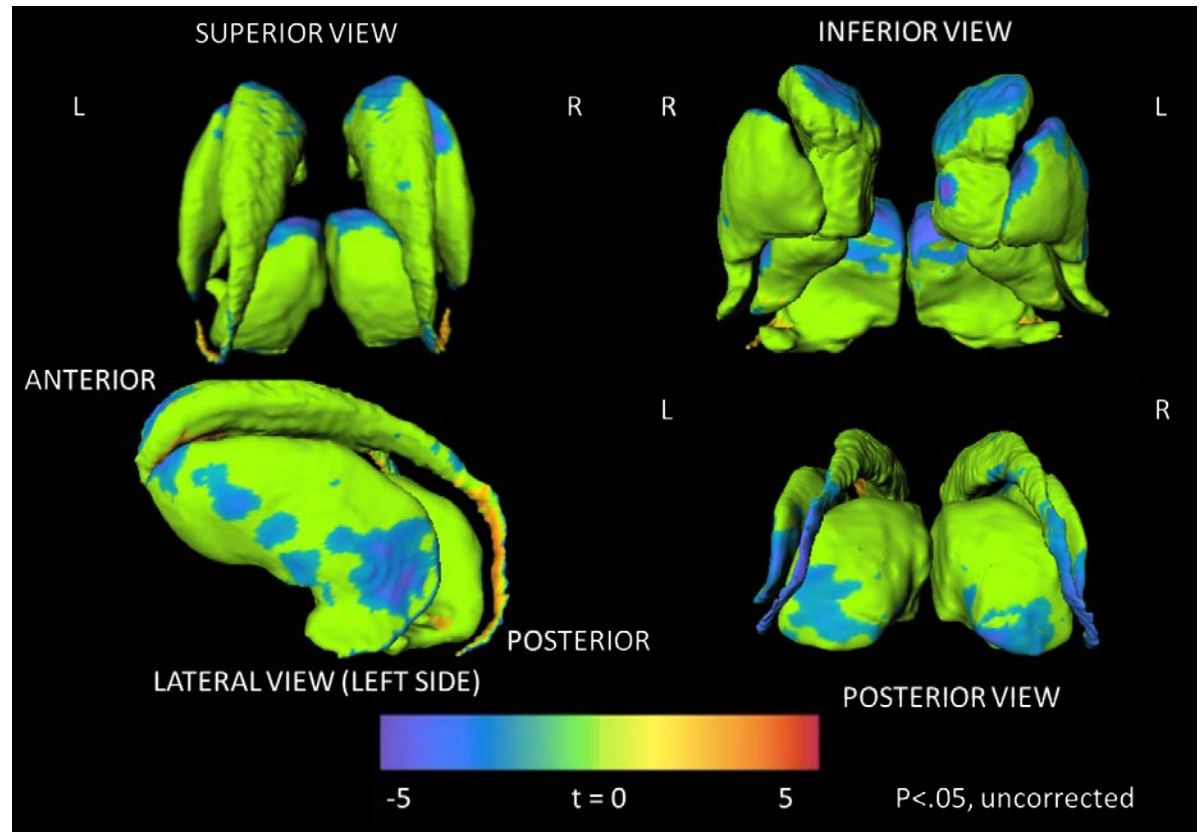 SUPERIOR VIEW
INFERIOR VIEW
L
R
R
L
ANTERIOR
L
R
POSTERIOR
LATERAL VIEW (LEFT SIDE)
POSTERIOR VIEW
-5
t = 0
5
P<.05, uncorrected